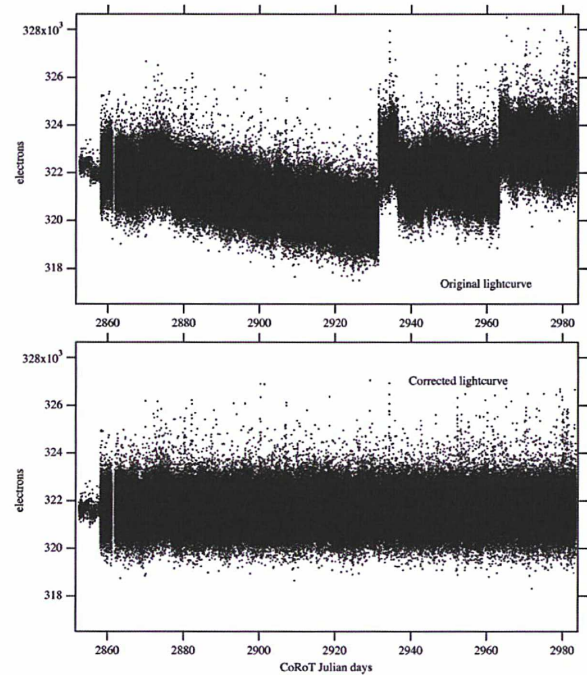 328x10³
326
324
322
320
318
electrons
Original lightcurve
2860 2880 2900 2920 2940 2960 2980
328x10³
326
324
322
320
318
electrons
Corrected lightcurve
2860 2880 2900 2920 2940 2960 2980
CoRoT Julian days